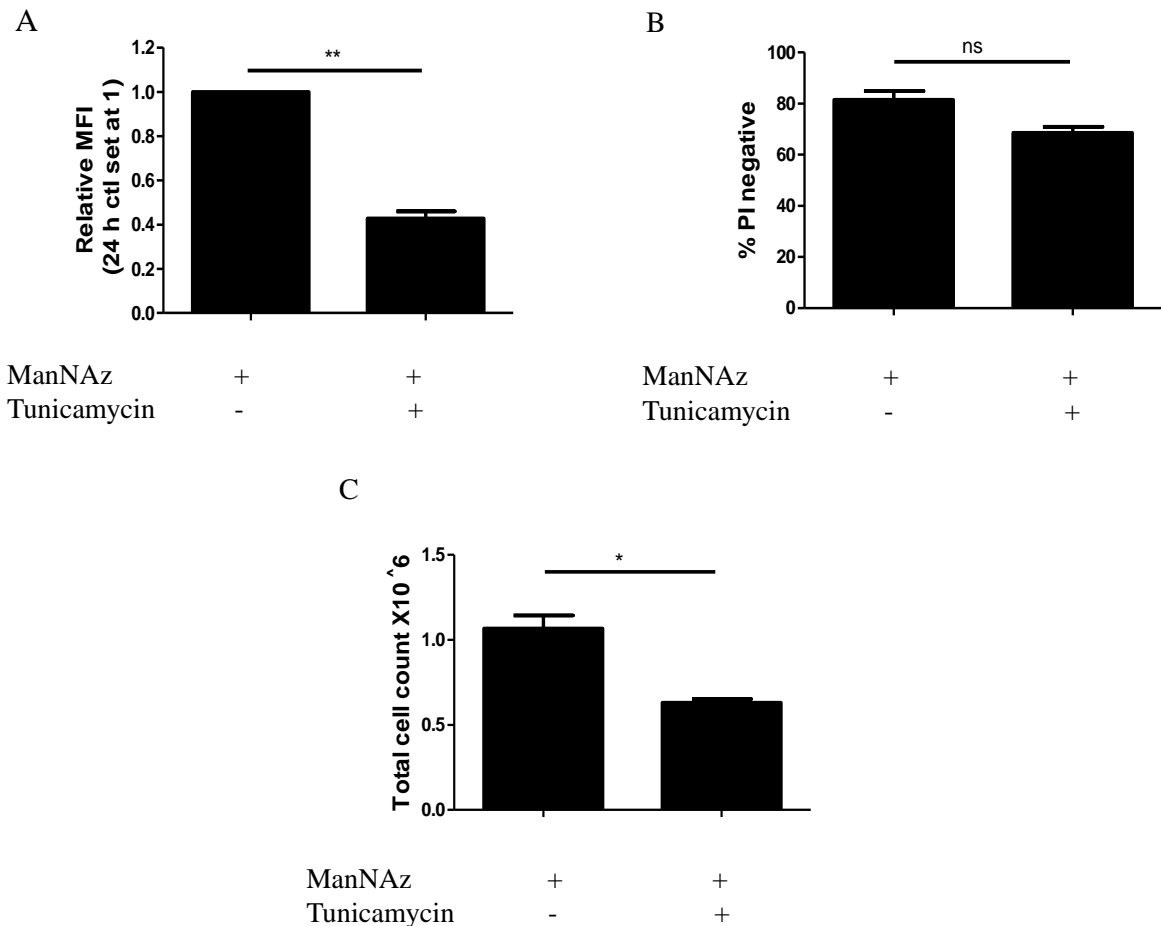 A
Relative MFI
(24 h ctl set at 1)
1.2
1.0
0.8
0.6
0.4
0.2
0.0
**
ManNAz + +
Tunicamycin - +
B
% PI negative
100
80
60
40
20
0
ns
ManNAz + +
Tunicamycin - +
C
Total cell count X10^6
1.5
1.0
0.5
0.0
*
ManNAz + +
Tunicamycin - +